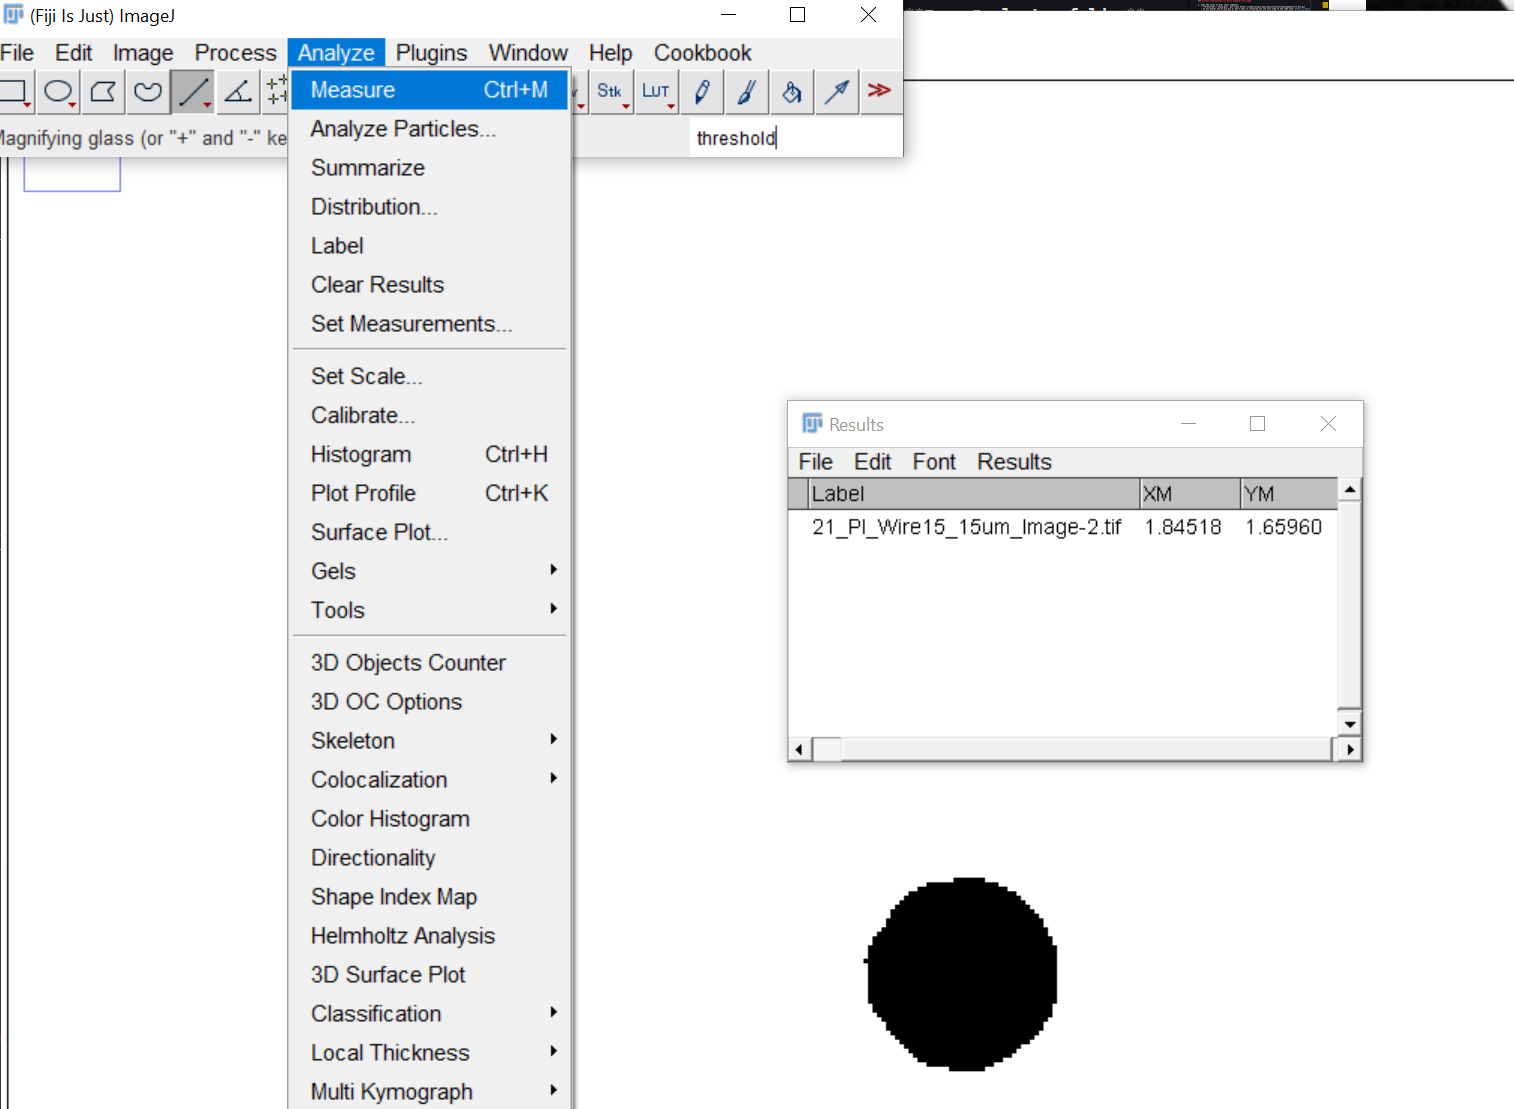 (Fiji Is Just) ImageJ
File Edit Image Process Analyze Plugins Window Help Cookbook
Stk LUT
Magnifying glass (or "+" and "-" ke
threshold
Measure Ctrl+M
Analyze Particles...
Summarize
Distribution...
Label
Clear Results
Set Measurements...
Set Scale...
Calibrate...
Histogram Ctrl+H
Plot Profile Ctrl+K
Surface Plot...
Gels
Tools
3D Objects Counter
3D OC Options
Skeleton
Colocalization
Color Histogram
Directionality
Shape Index Map
Helmholtz Analysis
3D Surface Plot
Classification
Local Thickness
Multi Kymograph
Results
File Edit Font Results
Label XM YM
21_PI_Wire15_15um_Image-2.tif 1.84518 1.65960